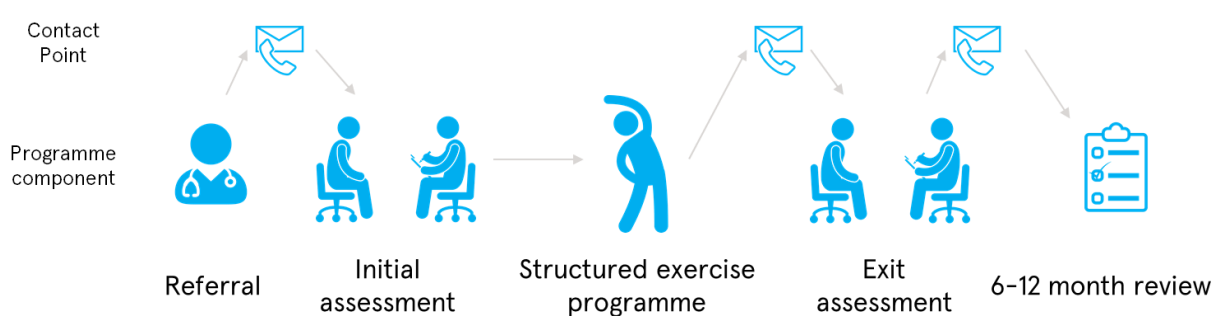 Contact
Point
Programme
component
Referral
Initial
assessment
Structured exercise
programme
Exit
assessment
6-12 month review